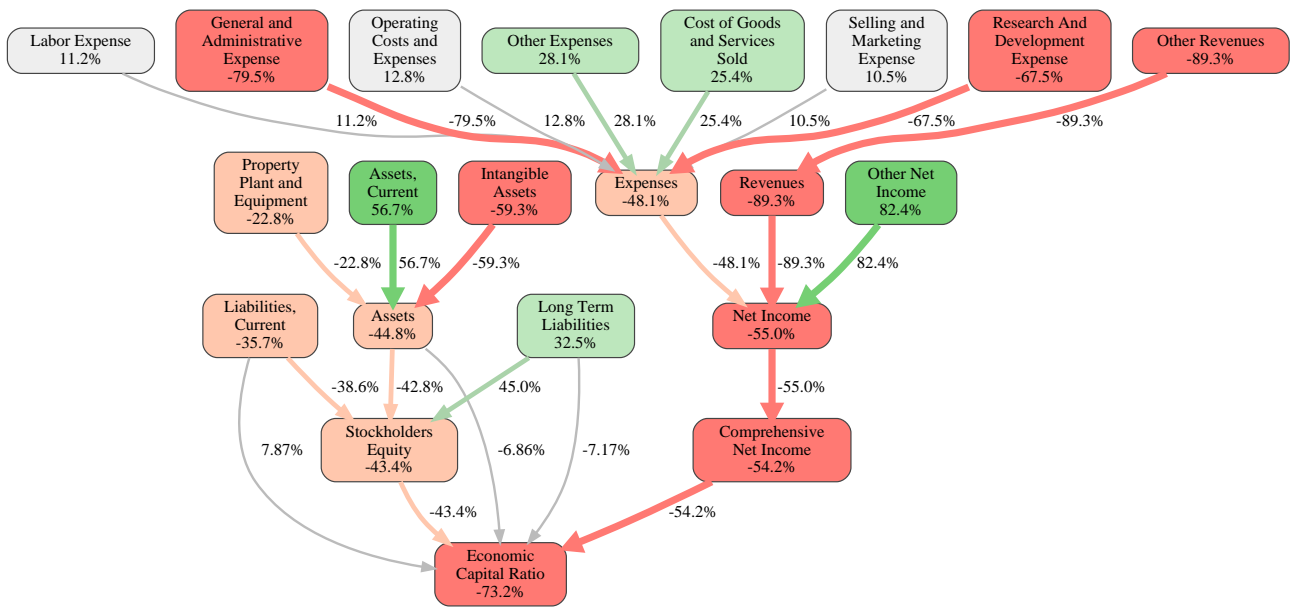 Labor Expense
11.2%
General and
Administrative
Expense
-79.5%
Operating
Costs and
Expenses
12.8%
Other Expenses
28.1%
Cost of Goods
and Services
Sold
25.4%
Selling and
Marketing
Expense
10.5%
Research And
Development
Expense
-67.5%
Other Revenues
-89.3%
11.2%
-79.5%
12.8%
28.1%
25.4%
10.5%
-67.5%
-89.3%
Property
Plant and
Equipment
-22.8%
Assets,
Current
56.7%
Intangible
Assets
-59.3%
Expenses
-48.1%
Revenues
-89.3%
Other Net
Income
82.4%
-22.8%
56.7%
-59.3%
-48.1%
-89.3%
82.4%
Liabilities,
Current
-35.7%
Assets
-44.8%
Long Term
Liabilities
32.5%
Net Income
-55.0%
-38.6%
-42.8%
45.0%
-55.0%
Stockholders
Equity
-43.4%
Comprehensive
Net Income
-54.2%
7.87%
-6.86%
-7.17%
-43.4%
-54.2%
Economic
Capital Ratio
-73.2%